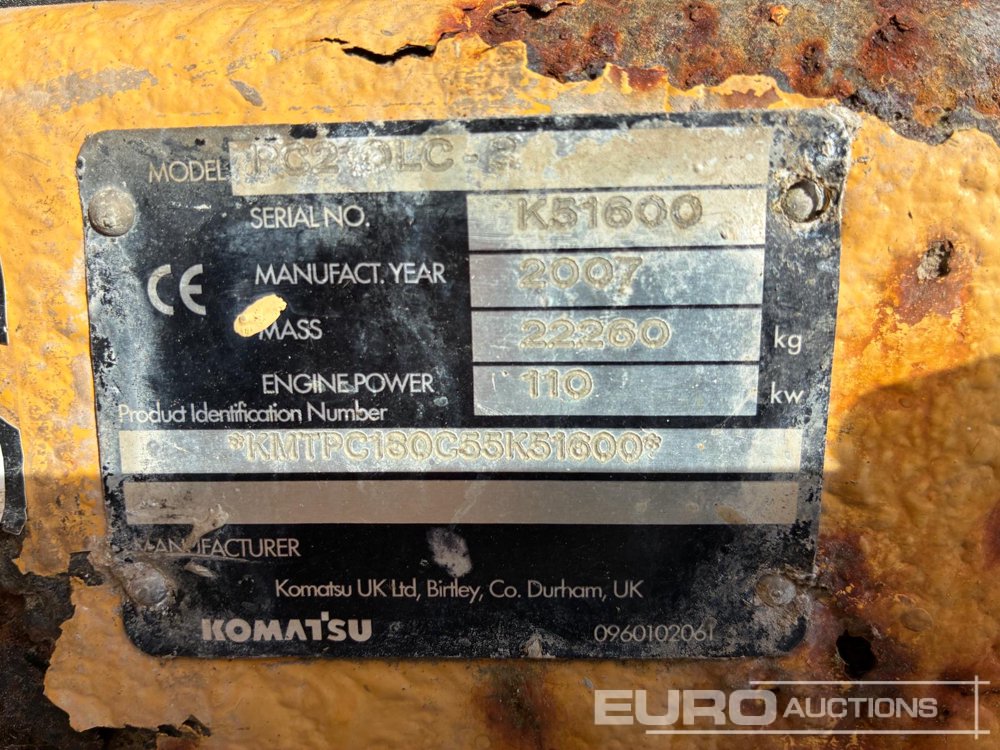 MODEL
SERIAL NO. K51600
MANUFACT. YEAR 2007
CE
MASS 22260 kg
ENGINE POWER 110 kw
Product Identification Number
*KMTPC180C55K51600*
MANUFACTURER
Komatsu UK Ltd, Birtley, Co. Durham, UK
KOMATSU 0960102061
EURO AUCTIONS